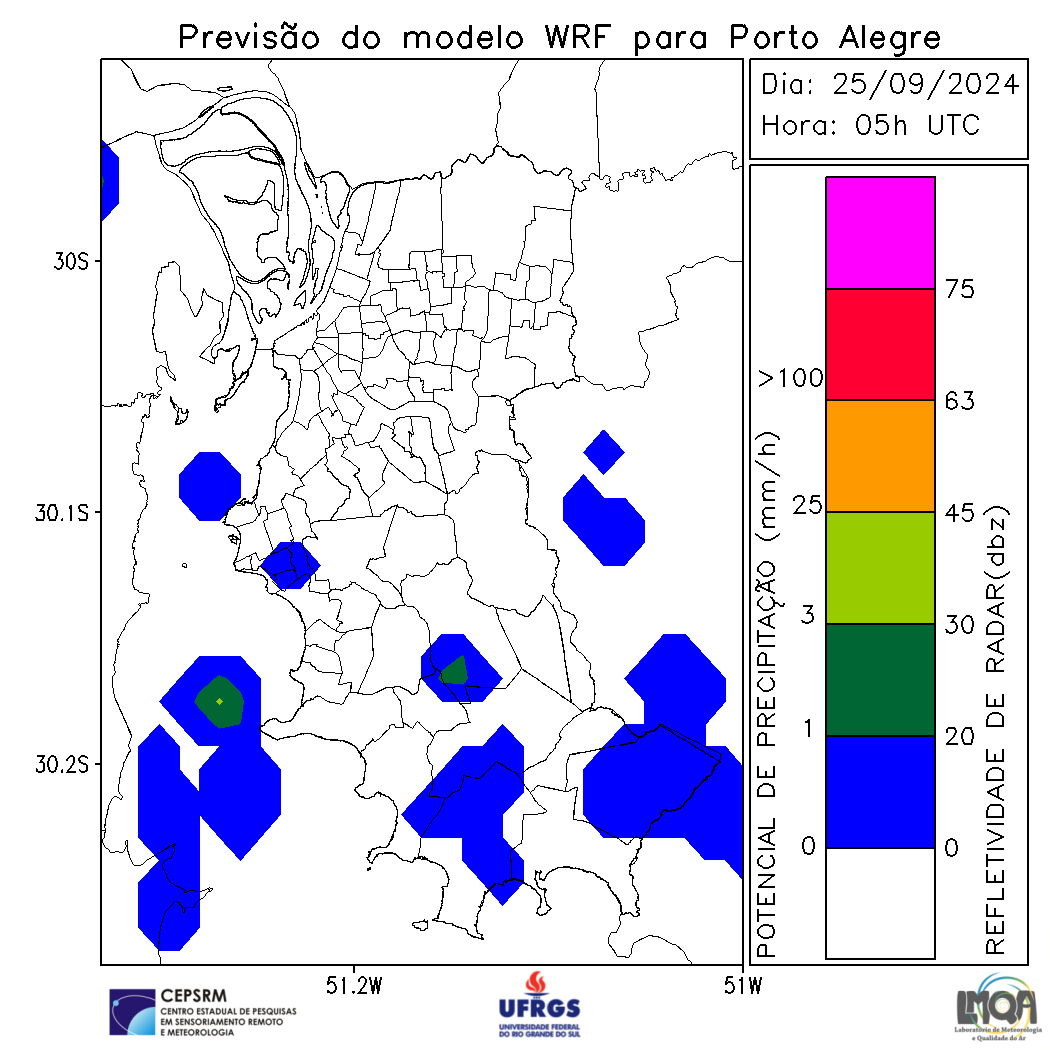 Previsão do modelo WRF para Porto Alegre
Dia: 25/09/2024
Hora: 05h UTC
30S
30.1S
30.2S
51.2W
51W
POTENCIAL DE PRECIPITAÇÃO (mm/h)
>100
25
3
1
0
75
63
45
30
20
0
REFLETIVIDADE DE RADAR(dbz)
CEPSRM
CENTRO ESTADUAL DE PESQUISAS
EM SENSORIAMENTO REMOTO
E METEOROLOGIA
UFRGS
UNIVERSIDADE FEDERAL
DO RIO GRANDE DO SUL
LMQA
Laboratório de Meteorologia
e Qualidade do Ar